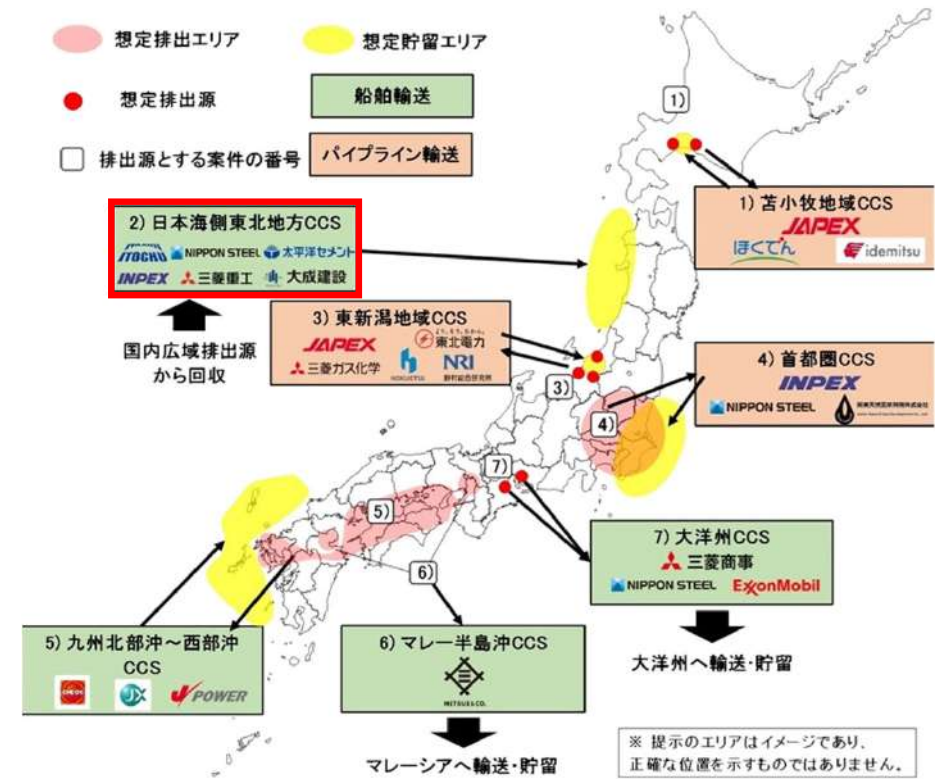 想定排出エリア
想定貯留エリア
想定排出源
船舶輸送
排出源とする案件の番号
パイプライン輸送
1)
1) 苫小牧地域CCS
JAPEX
ほくでん
idemitsu
2) 日本海側東北地方CCS
ITOCHU
NIPPON STEEL
太平洋セメント
INPEX
三菱重工
大成建設
国内広域排出源
から回収
3) 東新潟地域CCS
JAPEX
東北電力
三菱ガス化学
HOKUETSU
NRI
野村総合研究所
3)
4) 首都圏CCS
INPEX
NIPPON STEEL
4)
7)
5)
6)
7) 大洋州CCS
三菱商事
NIPPON STEEL
ExxonMobil
大洋州へ輸送・貯留
5) 九州北部沖～西部沖
CCS
ENEOS
JX
POWER
6) マレー半島沖CCS
MITSUI & CO.
マレーシアへ輸送・貯留
※ 提示のエリアはイメージであり、
正確な位置を示すものではありません。